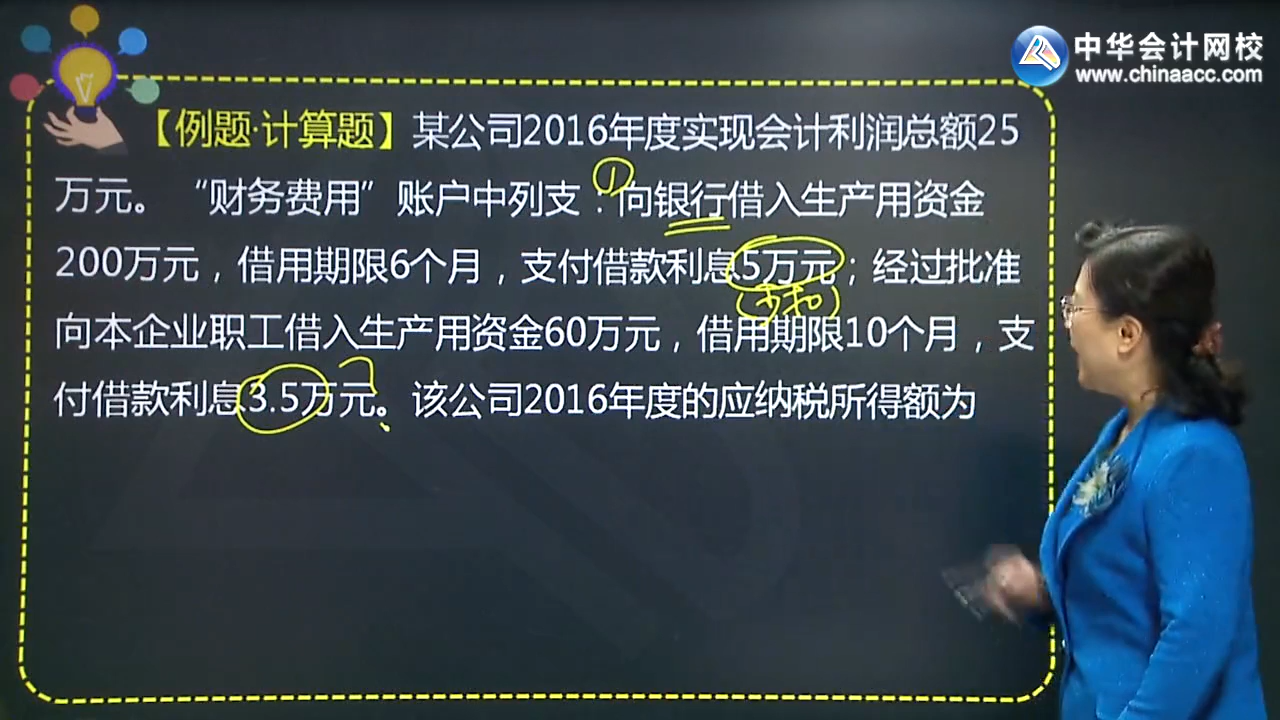 中华会计网校
www.chinaacc.com
【例题·计算题】某公司2016年度实现会计利润总额25
万元。“财务费用”账户中列支：向银行借入生产用资金
①
200万元，借用期限6个月，支付借款利息5万元；经过批准
向本企业职工借入生产用资金60万元，借用期限10个月，支
付借款利息3.5万元。该公司2016年度的应纳税所得额为